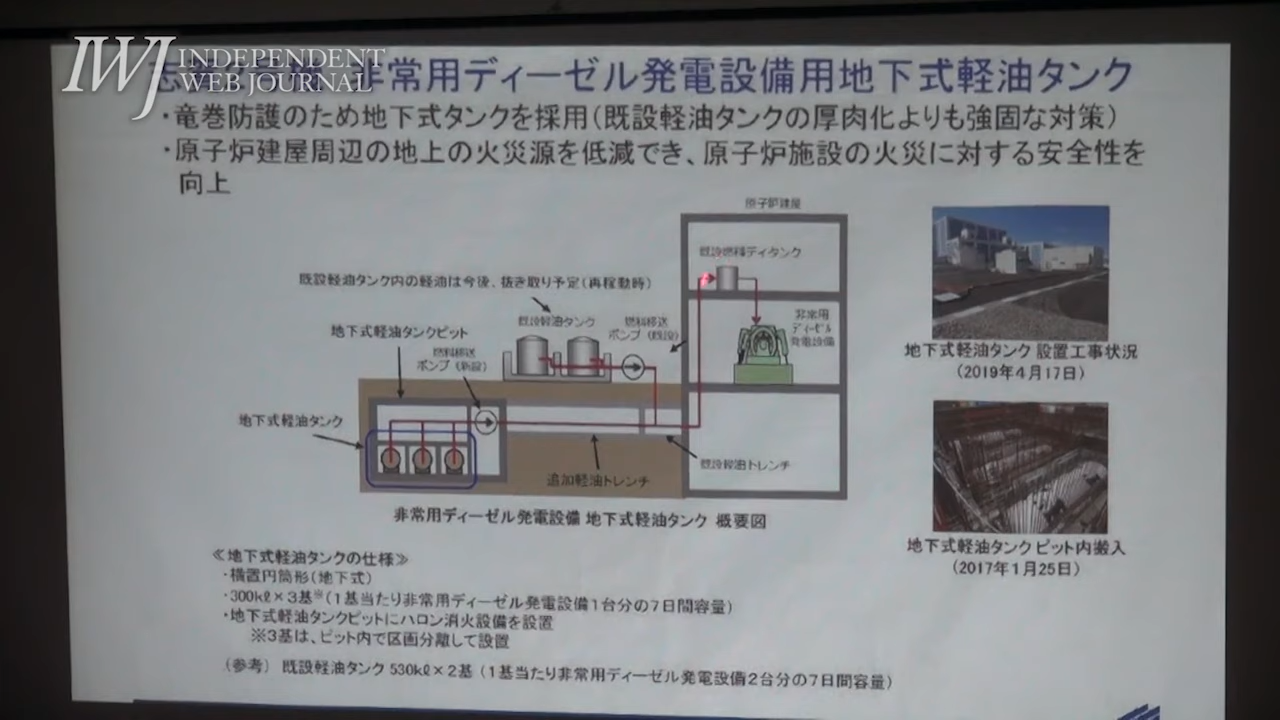 IWJ INDEPENDENT
WEB JOURNAL
非常用ディーゼル発電設備用地下式軽油タンク
・竜巻防護のため地下式タンクを採用(既設軽油タンクの厚肉化よりも強固な対策)
・原子炉建屋周辺の地上の火災源を低減でき、原子炉施設の火災に対する安全性を
向上
原子炉建屋
既設燃料ディタンク
既設軽油タンク内の軽油は今後、抜き取り予定(再稼動時)
非常用
ディーゼル
発電設備
既設軽油タンク
燃料移送
ポンプ(既設)
地下式軽油タンクピット
燃料移送
ポンプ(新設)
地下式軽油タンク
既設軽油トレンチ
追加軽油トレンチ
非常用ディーゼル発電設備 地下式軽油タンク 概要図
地下式軽油タンク 設置工事状況
(2019年4月17日)
地下式軽油タンク ピット内搬入
(2017年1月25日)
≪地下式軽油タンクの仕様≫
・横置円筒形(地下式)
・300kℓ×3基※(1基当たり非常用ディーゼル発電設備1台分の7日間容量)
・地下式軽油タンクピットにハロン消火設備を設置
※3基は、ピット内で区画分離して設置
(参考) 既設軽油タンク 530kℓ×2基 (1基当たり非常用ディーゼル発電設備2台分の7日間容量)